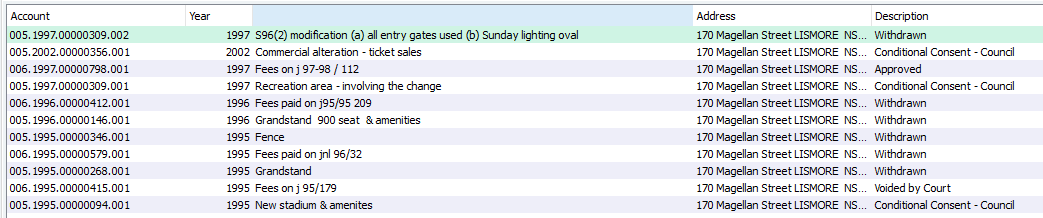 Account Year Address Description
005.1997.00000309.002 1997 S96(2) modification (a) all entry gates used (b) Sunday lighting oval 170 Magellan Street LISMORE NS... Withdrawn
005.2002.00000356.001 2002 Commercial alteration - ticket sales 170 Magellan Street LISMORE NS... Conditional Consent - Council
006.1997.00000798.001 1997 Fees on j 97-98 / 112 170 Magellan Street LISMORE NS... Approved
005.1997.00000309.001 1997 Recreation area - involving the change 170 Magellan Street LISMORE NS... Conditional Consent - Council
006.1996.00000412.001 1996 Fees paid on j95/95 209 170 Magellan Street LISMORE NS... Withdrawn
005.1996.00000146.001 1996 Grandstand 900 seat & amenities 170 Magellan Street LISMORE NS... Withdrawn
005.1995.00000346.001 1995 Fence 170 Magellan Street LISMORE NS... Withdrawn
006.1995.00000579.001 1995 Fees paid on jnl 96/32 170 Magellan Street LISMORE NS... Withdrawn
005.1995.00000268.001 1995 Grandstand 170 Magellan Street LISMORE NS... Withdrawn
006.1995.00000415.001 1995 Fees on j 95/179 170 Magellan Street LISMORE NS... Voided by Court
005.1995.00000094.001 1995 New stadium & amenites 170 Magellan Street LISMORE NS... Conditional Consent - Council